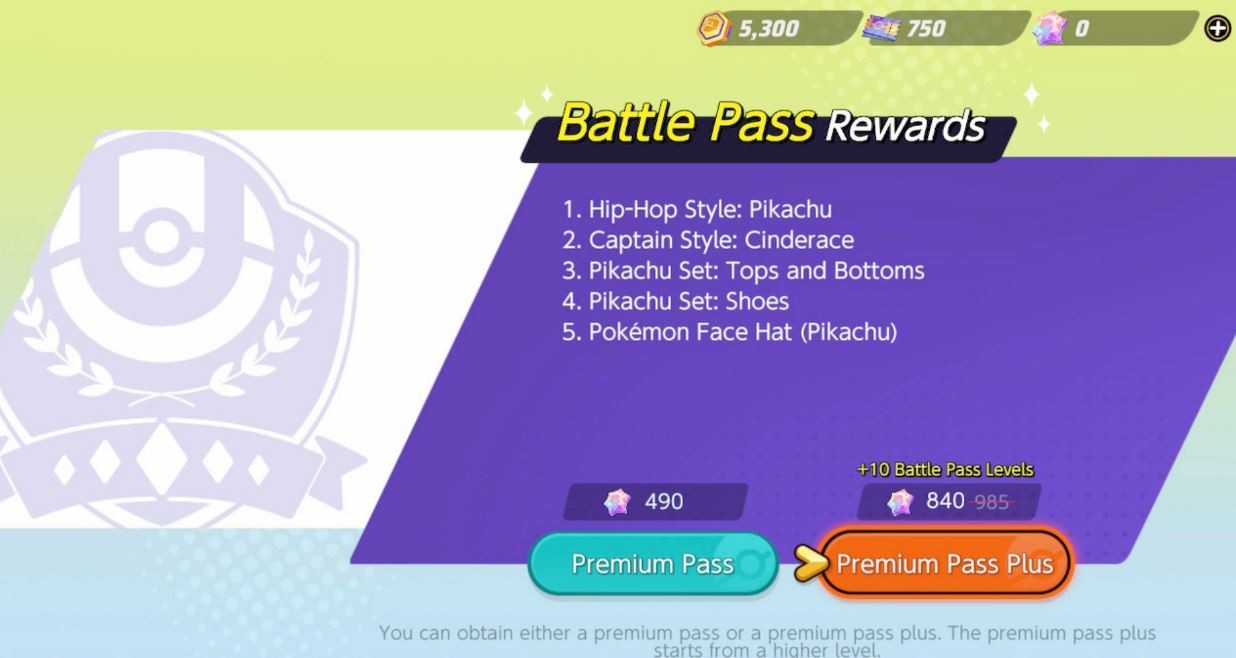 5,300 750 0
Battle Pass Rewards
1. Hip-Hop Style: Pikachu
2. Captain Style: Cinderace
3. Pikachu Set: Tops and Bottoms
4. Pikachu Set: Shoes
5. Pokémon Face Hat (Pikachu)
+10 Battle Pass Levels
490 840 985
Premium Pass Premium Pass Plus
You can obtain either a premium pass or a premium pass plus. The premium pass plus
starts from a higher level.